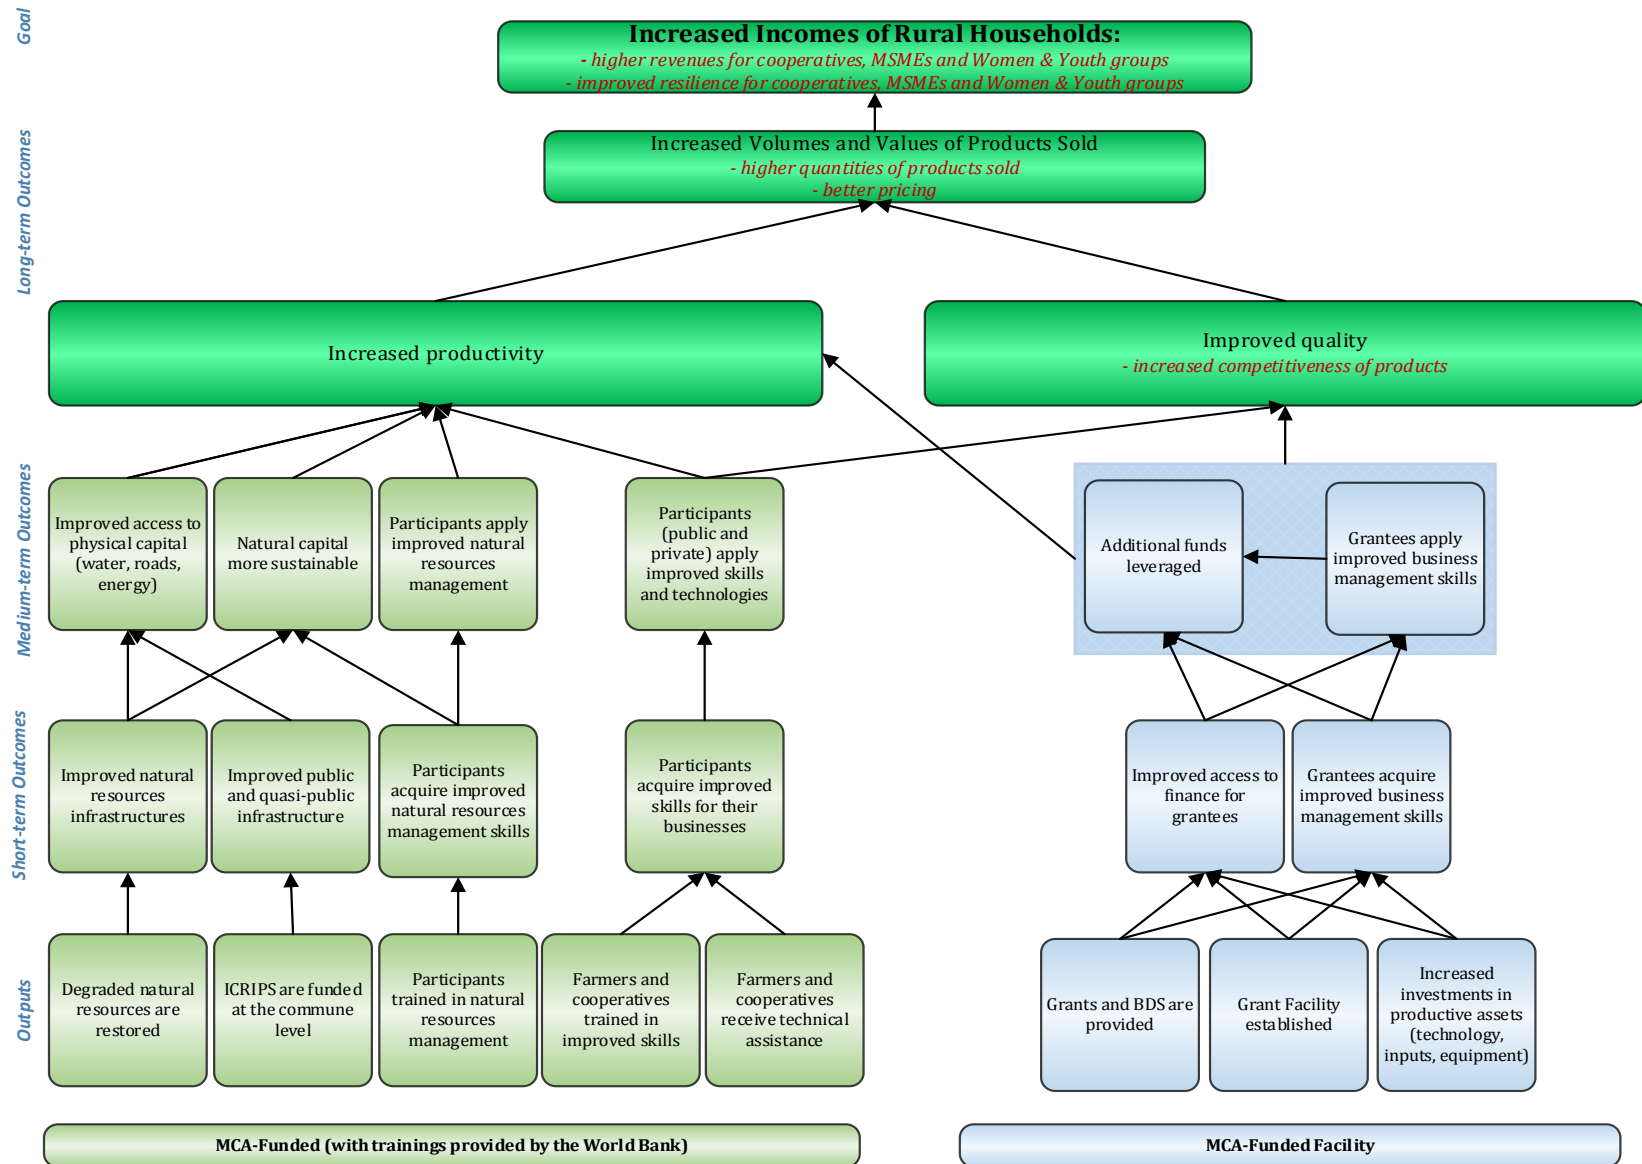 Goal
Increased Incomes of Rural Households:
- higher revenues for cooperatives, MSMEs and Women & Youth groups
- improved resilience for cooperatives, MSMEs and Women & Youth groups
Long-term Outcomes
Increased Volumes and Values of Products Sold
- higher quantities of products sold
- better pricing
Increased productivity
Improved quality
- increased competitiveness of products
Medium-term Outcomes
Improved access to
physical capital
(water, roads,
energy)
Natural capital
more sustainable
Participants apply
improved natural
resources
management
Participants
(public and
private) apply
improved skills
and technologies
Additional funds
leveraged
Grantees apply
improved business
management skills
Short-term Outcomes
Improved natural
resources
infrastructures
Improved public
and quasi-public
infrastructure
Participants
acquire improved
natural resources
management skills
Participants
acquire improved
skills for their
businesses
Improved access to
finance for
grantees
Grantees acquire
improved business
management skills
Outputs
Degraded natural
resources are
restored
ICRIPS are funded
at the commune
level
Participants
trained in natural
resources
management
Farmers and
cooperatives
trained in
improved skills
Farmers and
cooperatives
receive technical
assistance
Grants and BDS are
provided
Grant Facility
established
Increased
investments in
productive assets
(technology,
inputs, equipment)
MCA-Funded (with trainings provided by the World Bank)
MCA-Funded Facility